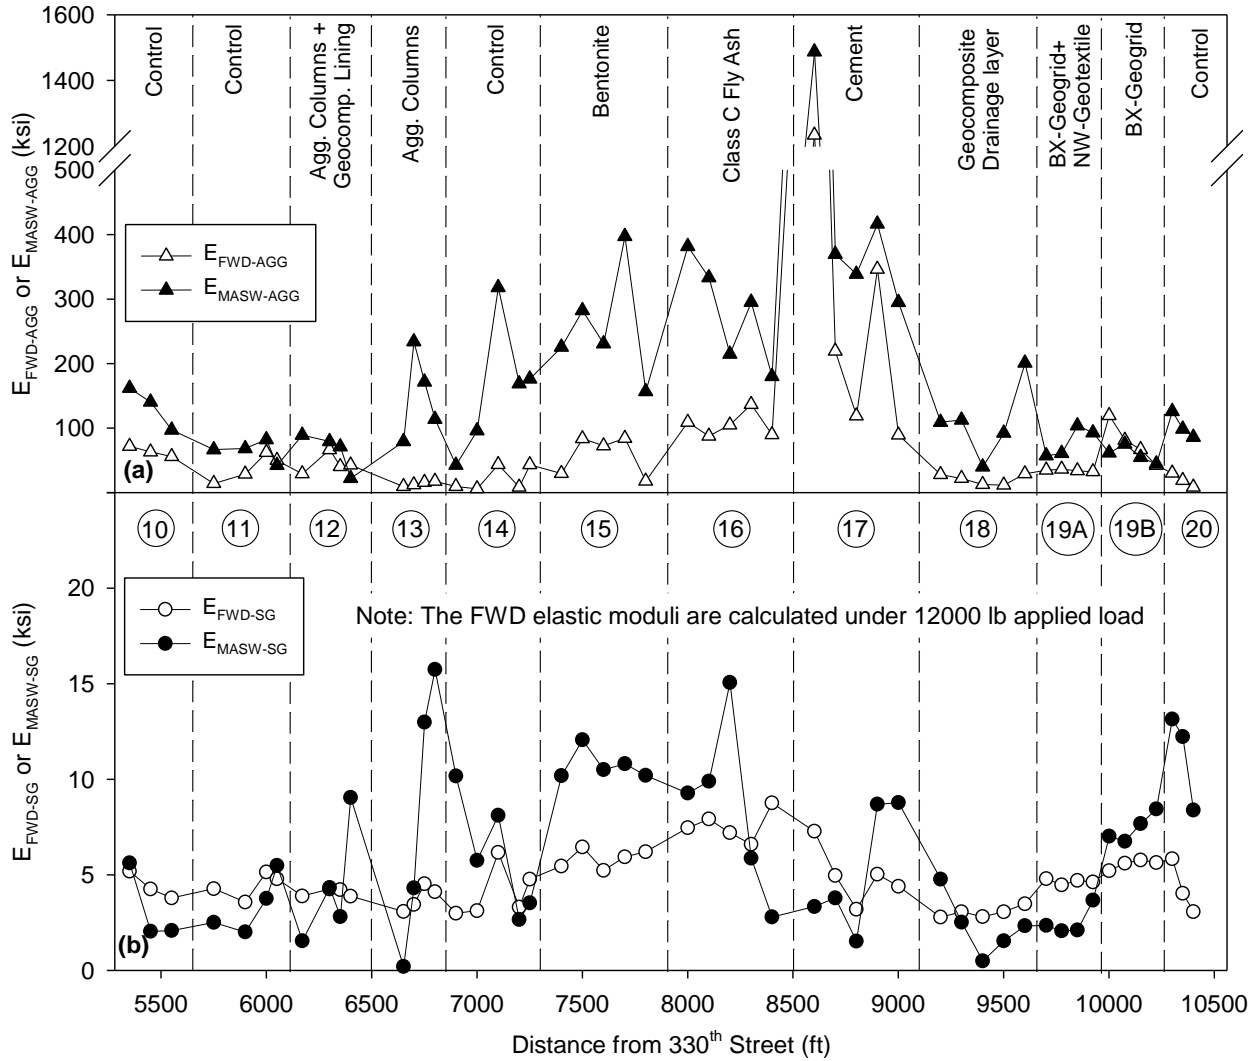 1600
1500
1400
1300
1200
500
400
300
200
100
E_FWD-AGG or E_MASW-AGG (ksi)
Control
Control
Agg. Columns +
Geocomp. Lining
Agg. Columns
Control
Bentonite
Class C Fly Ash
Cement
Geocomposite
Drainage layer
BX-Geogrid+
NW-Geotextile
BX-Geogrid
Control
E_FWD-AGG
E_MASW-AGG
(a)
10
11
12
13
14
15
16
17
18
19A
19B
20
20
15
10
5
0
E_FWD-SG or E_MASW-SG (ksi)
E_FWD-SG
E_MASW-SG
Note: The FWD elastic moduli are calculated under 12000 lb applied load
(b)
5500 6000 6500 7000 7500 8000 8500 9000 9500 10000 10500
Distance from 330th Street (ft)